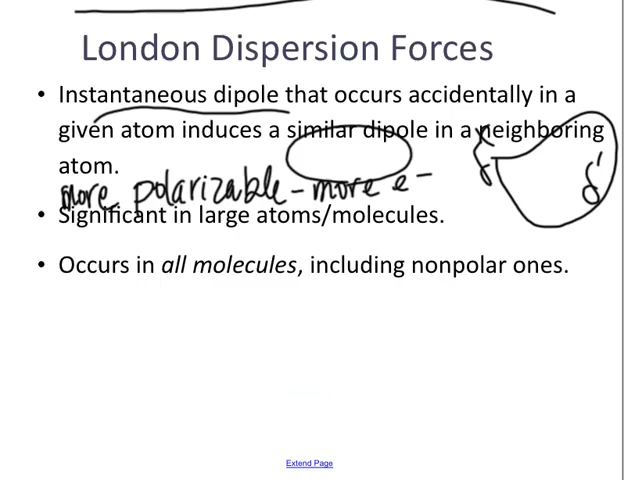 London Dispersion Forces
• Instantaneous dipole that occurs accidentally in a
given atom induces a similar dipole in a neighboring
atom.
more polarizable - more e-
• Significant in large atoms/molecules.
• Occurs in all molecules, including nonpolar ones.
Extend Page